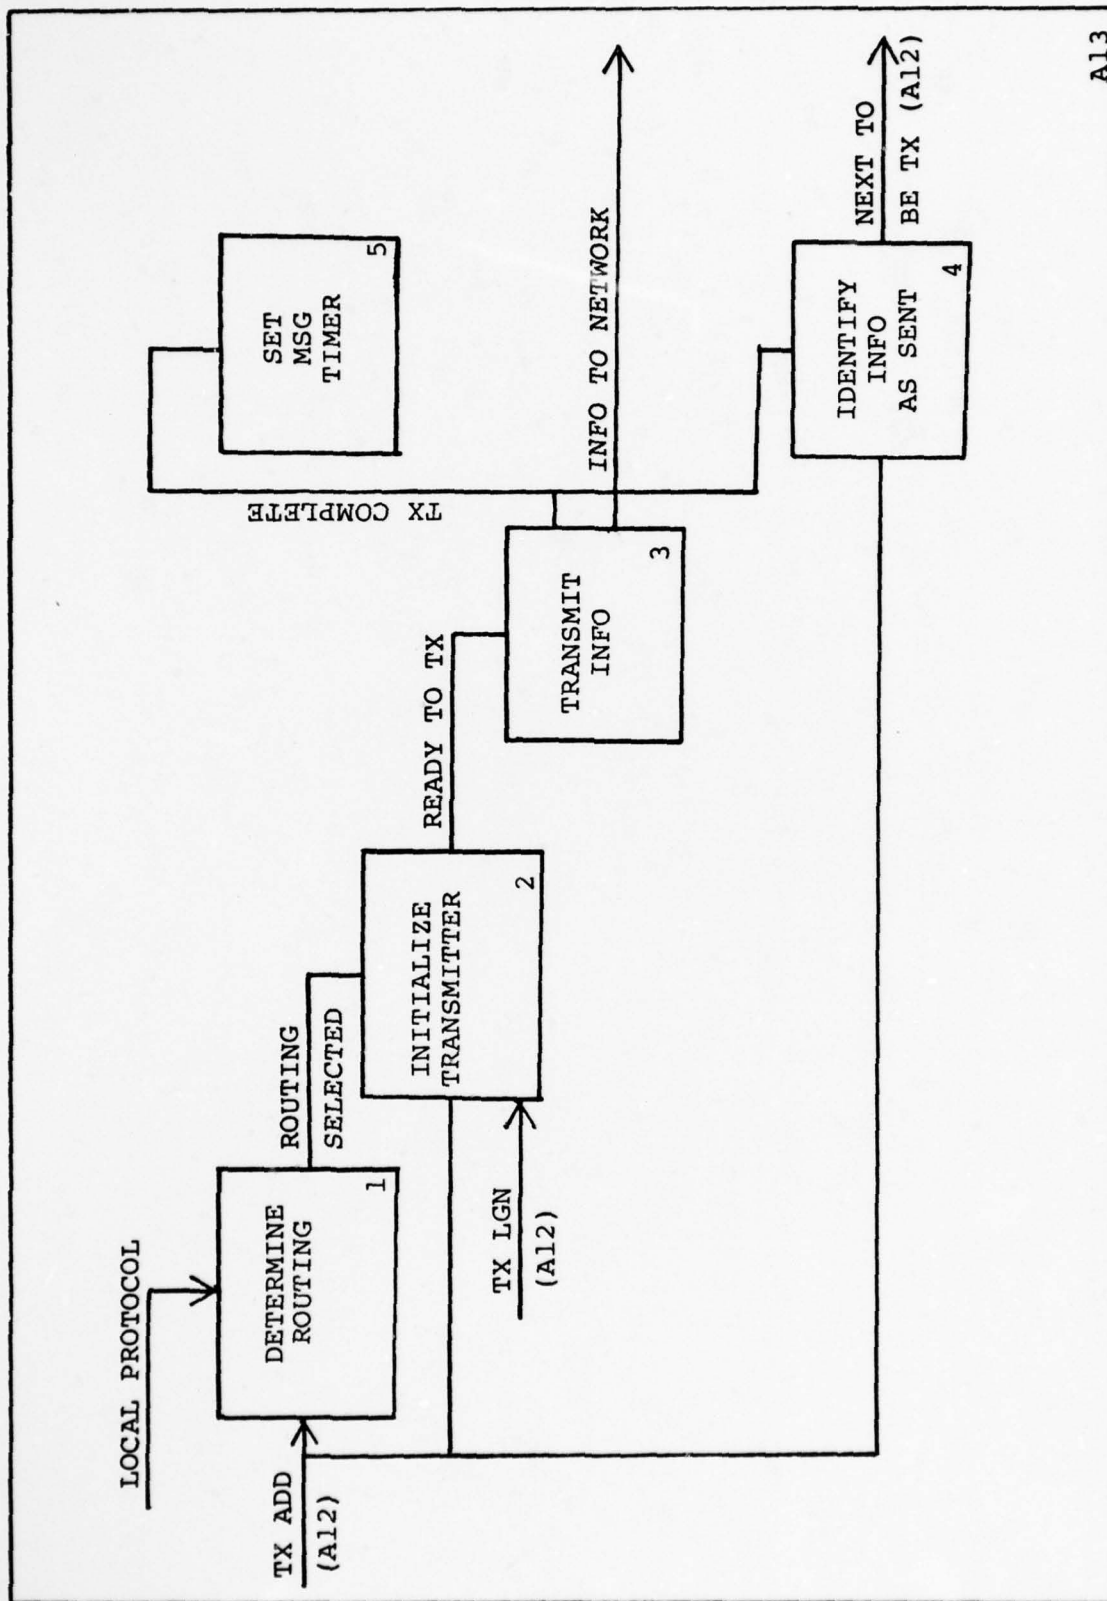 LOCAL PROTOCOL
TX ADD
(A12)
DETERMINE
ROUTING
1
ROUTING
SELECTED
TX LGN
(A12)
INITIALIZE
TRANSMITTER
2
READY TO TX
TRANSMIT
INFO
3
TX COMPLETE
SET
MSG
TIMER
5
INFO TO NETWORK
IDENTIFY
INFO
AS SENT
4
NEXT TO
BE TX (A12)
A13